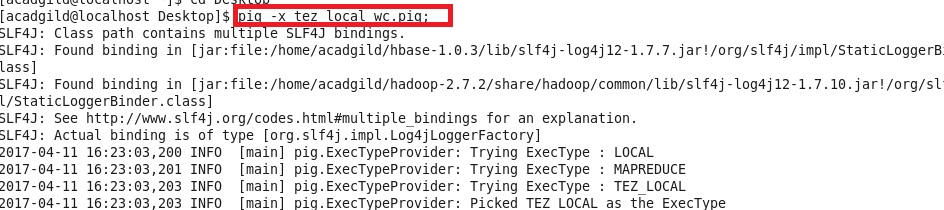 [acadgild@localhost ~]$ cd Desktop
[acadgild@localhost Desktop]$ pig -x tez_local wc.pig;
SLF4J: Class path contains multiple SLF4J bindings.
SLF4J: Found binding in [jar:file:/home/acadgild/hbase-1.0.3/lib/slf4j-log4j12-1.7.7.jar!/org/slf4j/impl/StaticLoggerBi
lass]
SLF4J: Found binding in [jar:file:/home/acadgild/hadoop-2.7.2/share/hadoop/common/lib/slf4j-log4j12-1.7.10.jar!/org/slf
l/StaticLoggerBinder.class]
SLF4J: See http://www.slf4j.org/codes.html#multiple_bindings for an explanation.
SLF4J: Actual binding is of type [org.slf4j.impl.Log4jLoggerFactory]
2017-04-11 16:23:03,200 INFO [main] pig.ExecTypeProvider: Trying ExecType : LOCAL
2017-04-11 16:23:03,201 INFO [main] pig.ExecTypeProvider: Trying ExecType : MAPREDUCE
2017-04-11 16:23:03,203 INFO [main] pig.ExecTypeProvider: Trying ExecType : TEZ_LOCAL
2017-04-11 16:23:03,203 INFO [main] pig.ExecTypeProvider: Picked TEZ_LOCAL as the ExecType